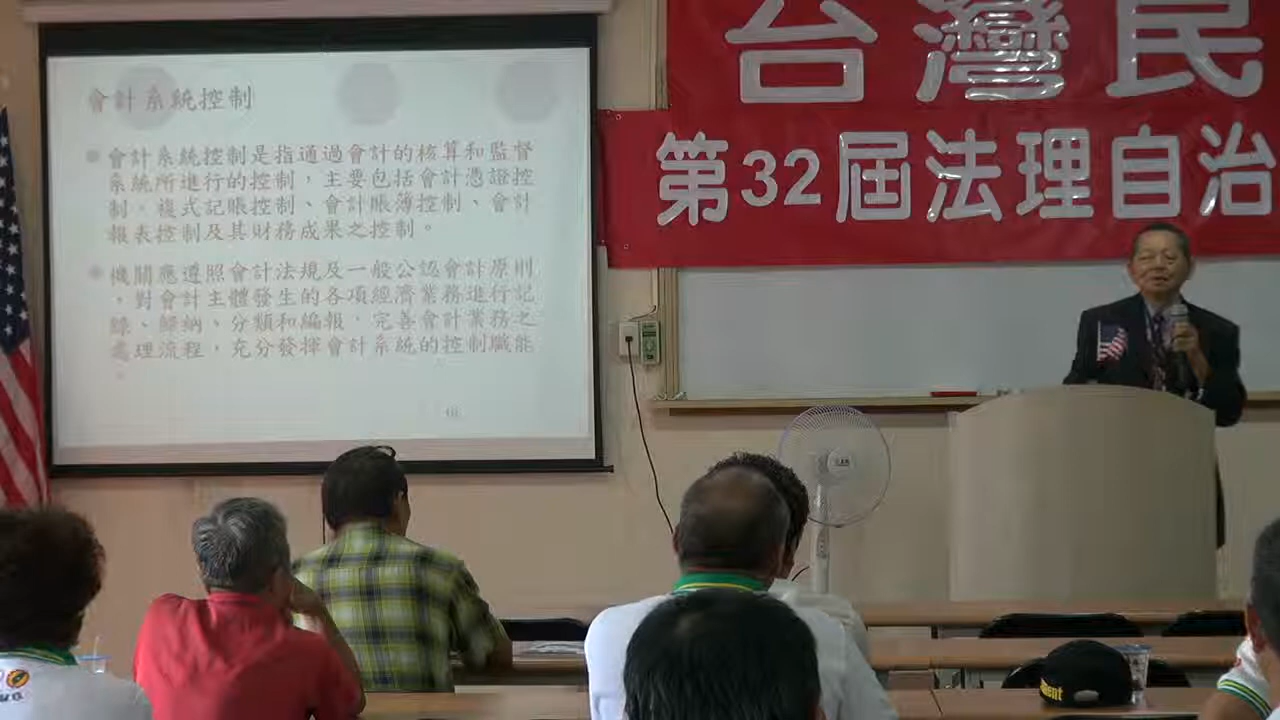 會計系統控制
會計系統控制是指通過會計的核算和監督
系統所進行的控制，主要包括會計憑證控
制、複式記賬控制、會計賬簿控制、會計
報表控制及其財務成果之控制。
機關應遵照會計法規及一般公認會計原則
，對會計主體發生的各項經濟業務進行記
錄、歸納、分類和編報，完善會計業務之
處理流程，充分發揮會計系統的控制職能
。
台灣民
第32屆法理自治